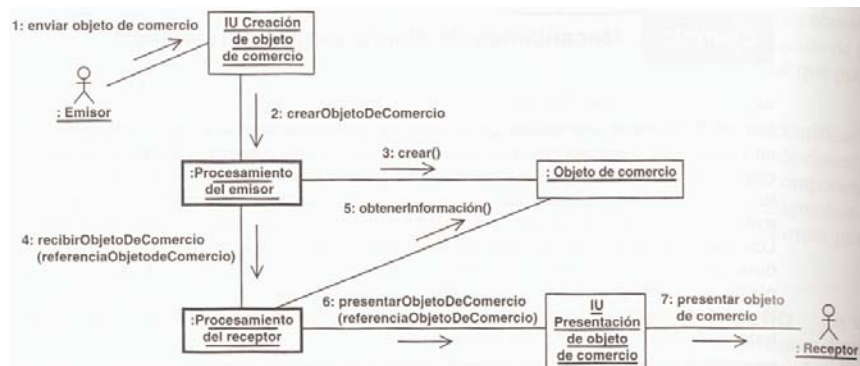 1: enviar objeto de comercio
IU Creación
de objeto
de comercio
: Emisor
2: crearObjetoDeComercio
3: crear()
:Procesamiento
del emisor
: Objeto de comercio
5: obtenerInformación()
4: recibirObjetoDeComercio
(referenciaObjetodeComercio)
:Procesamiento
del receptor
6: presentarObjetoDeComercio
(referenciaObjetoDeComercio)
IU
Presentación
de objeto
de comercio
7: presentar objeto
de comercio
: Receptor